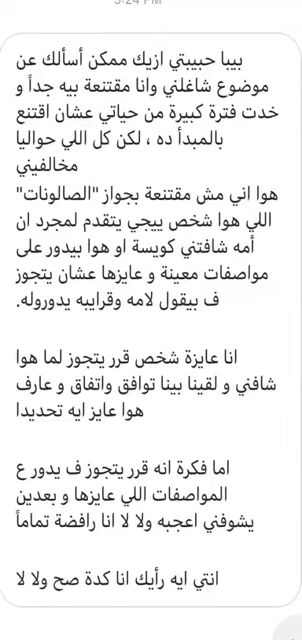 بيبا حبيبتي ازيك ممكن أسألك عن
موضوع شاغلني وانا مقتنعة بيه جداً و
خدت فترة كبيرة من حياتي عشان اقتنع
بالمبدأ ده ، لكن كل اللي حواليا
مخالفيني
هوا اني مش مقتنعة بجواز "الصالونات"
اللي هوا شخص ييجي يتقدم لمجرد ان
أمه شافتني كويسة او هوا بيدور على
مواصفات معينة و عايزها عشان يتجوز
ف بيقول لامه وقرايبه يدوروله.
انا عايزة شخص قرر يتجوز لما هوا
شافني و لقينا بينا توافق واتفاق و عارف
هوا عايز ايه تحديدا
اما فكرة انه قرر يتجوز ف يدور ع
المواصفات اللي عايزها و بعدين
يشوفني اعجبه ولا لا انا رافضة تماماً
انتي ايه رأيك انا كدة صح ولا لا